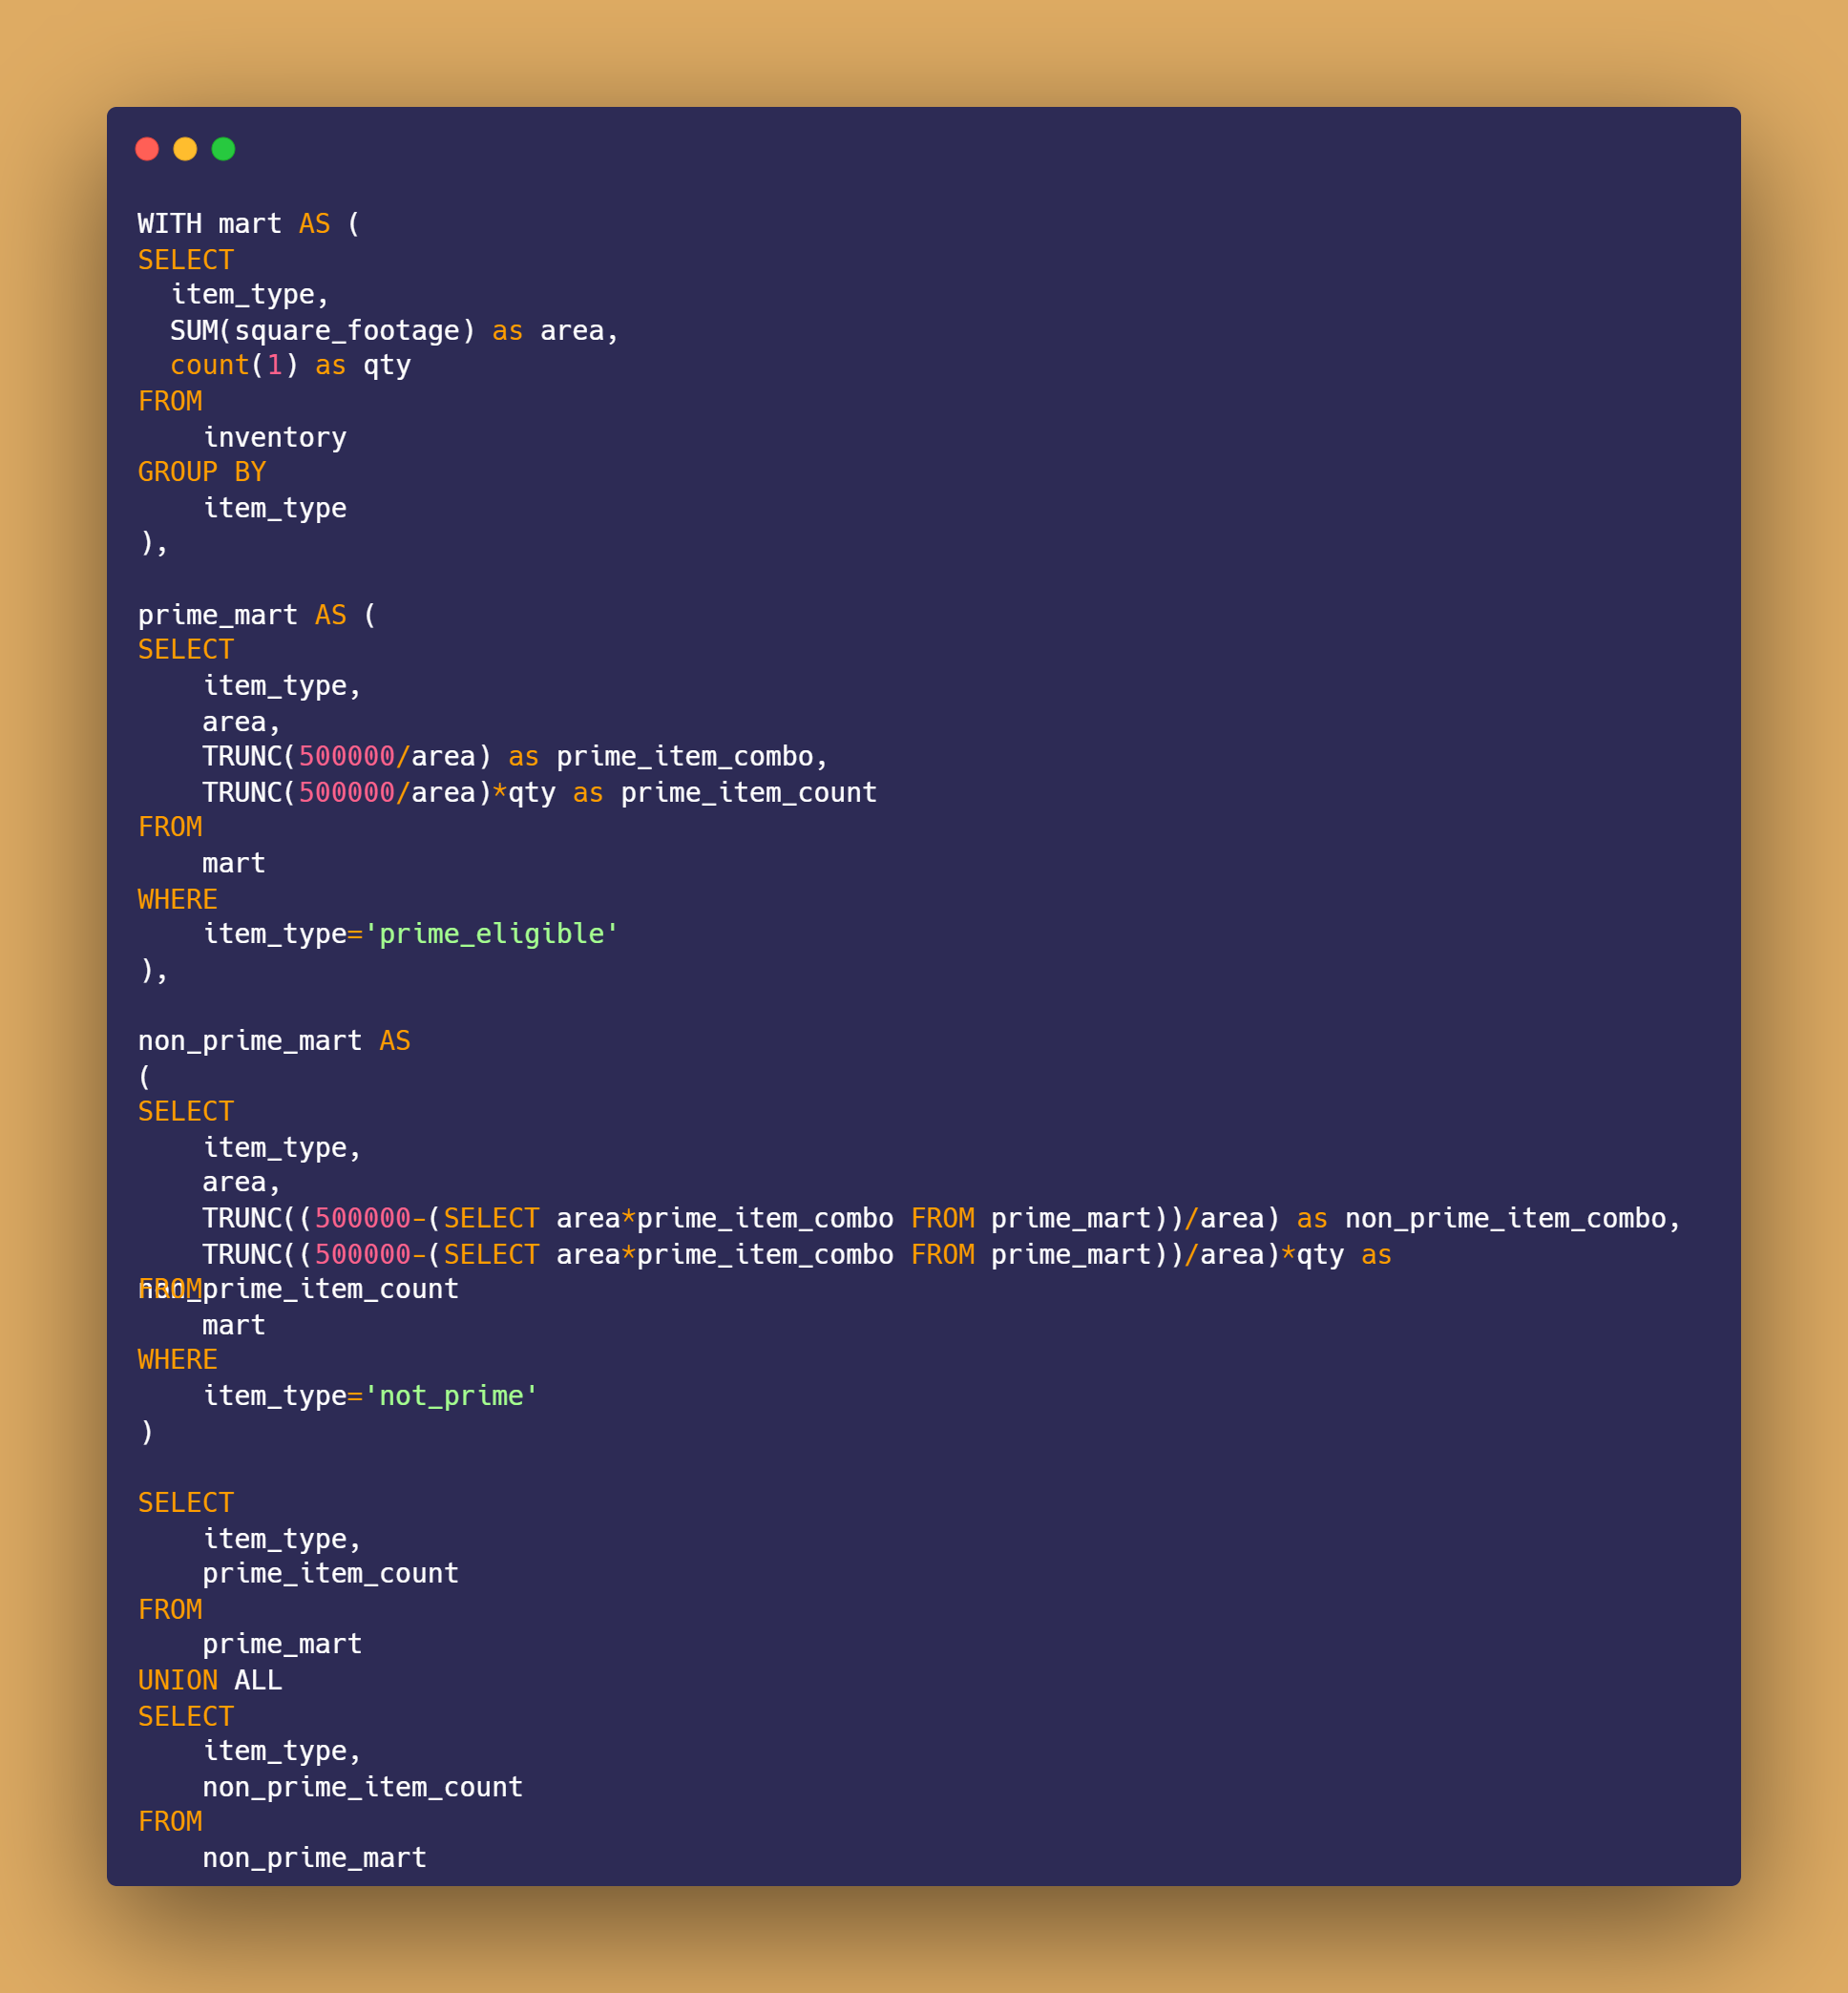 WITH mart AS (
SELECT
  item_type,
  SUM(square_footage) as area,
  count(1) as qty
FROM
    inventory
GROUP BY
    item_type
),

prime_mart AS (
SELECT
    item_type,
    area,
    TRUNC(500000/area) as prime_item_combo,
    TRUNC(500000/area)*qty as prime_item_count
FROM
    mart
WHERE
    item_type='prime_eligible'
),

non_prime_mart AS
(
SELECT
    item_type,
    area,
    TRUNC((500000-(SELECT area*prime_item_combo FROM prime_mart))/area) as non_prime_item_combo,
    TRUNC((500000-(SELECT area*prime_item_combo FROM prime_mart))/area)*qty as
non_prime_item_count
FROM
    mart
WHERE
    item_type='not_prime'
)

SELECT
    item_type,
    prime_item_count
FROM
    prime_mart
UNION ALL
SELECT
    item_type,
    non_prime_item_count
FROM
    non_prime_mart